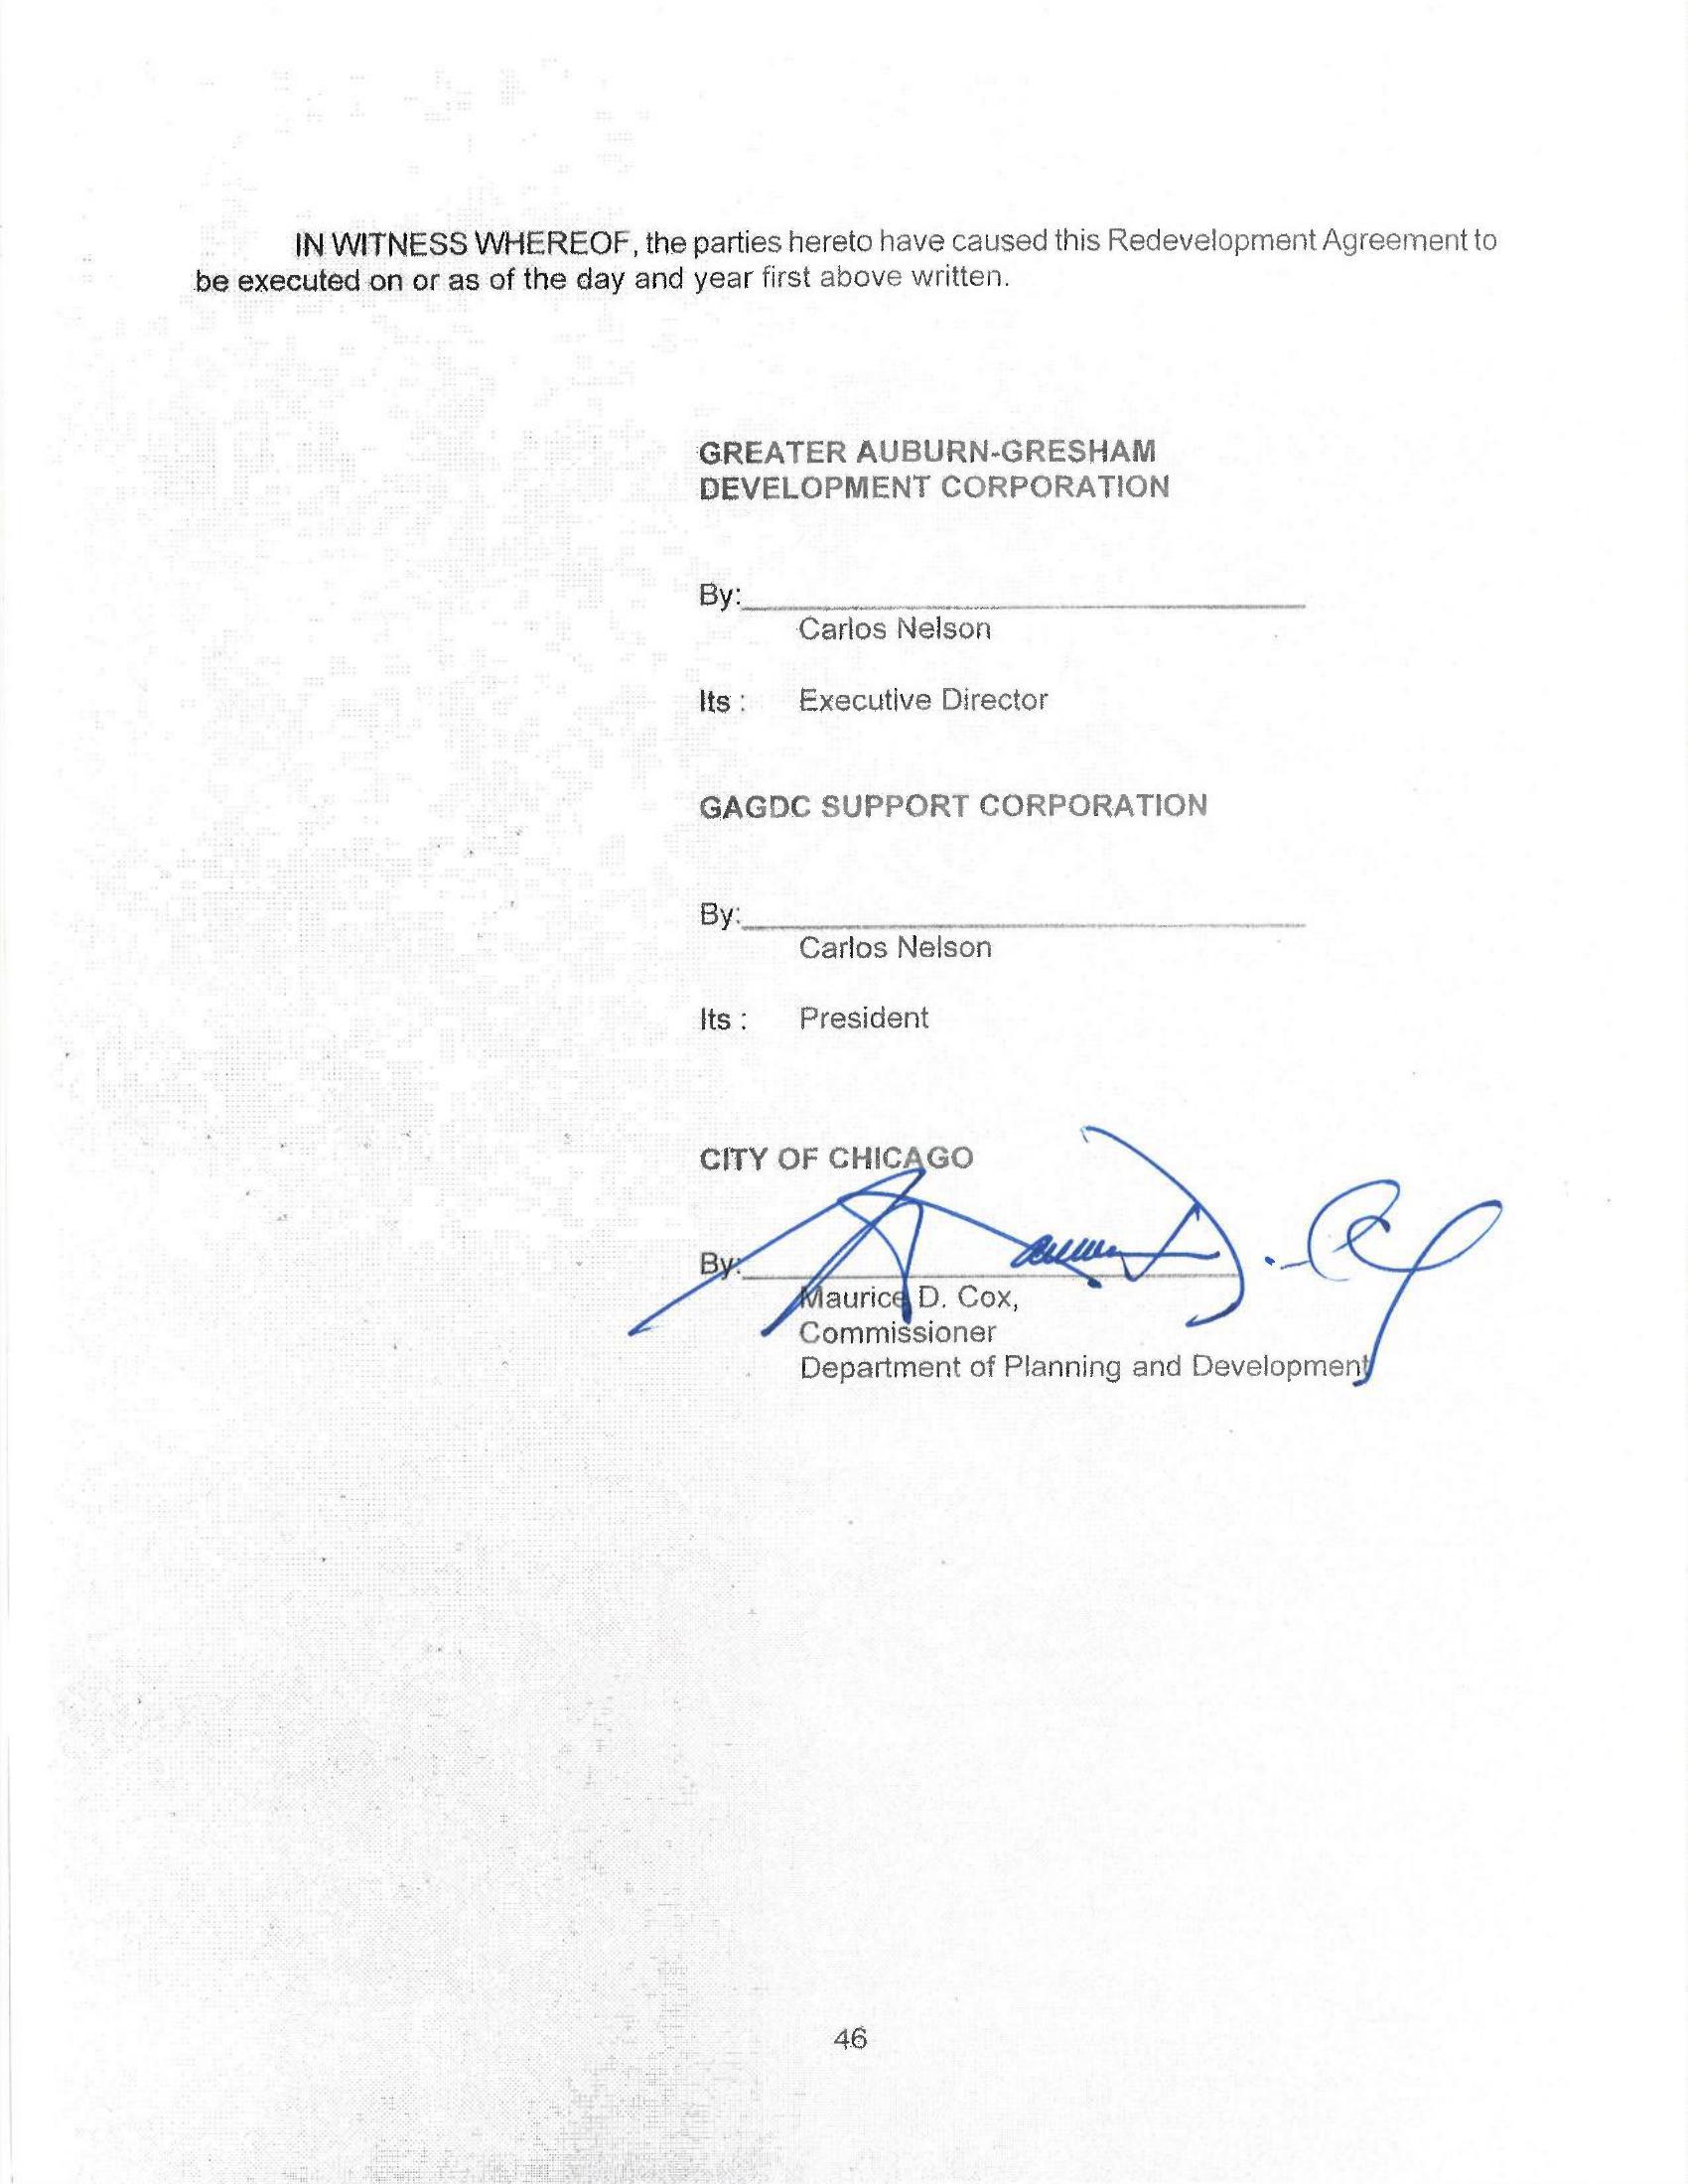 IN WITNESS WHEREOF, the parties hereto have caused this Redevelopment Agreement to
be executed on or as of the day and year first above written.
GREATER AUBURN-GRESHAM
DEVELOPMENT CORPORATION
By:
Carlos Nelson
Its : Executive Director
GAGDC SUPPORT CORPORATION
By:
Carlos Nelson
Its : President
CITY OF CHICAGO
By:
Maurice D. Cox,
Commissioner
Department of Planning and Development
46